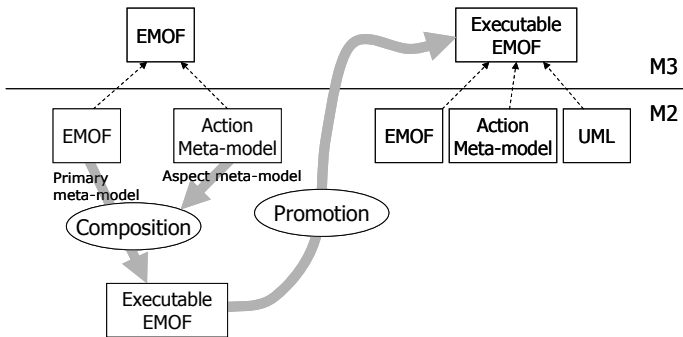 EMOF
Executable
EMOF
M3
M2
EMOF
Action
Meta-model
EMOF
Action
Meta-model
UML
Primary
meta-model
Aspect meta-model
Composition
Promotion
Executable
EMOF